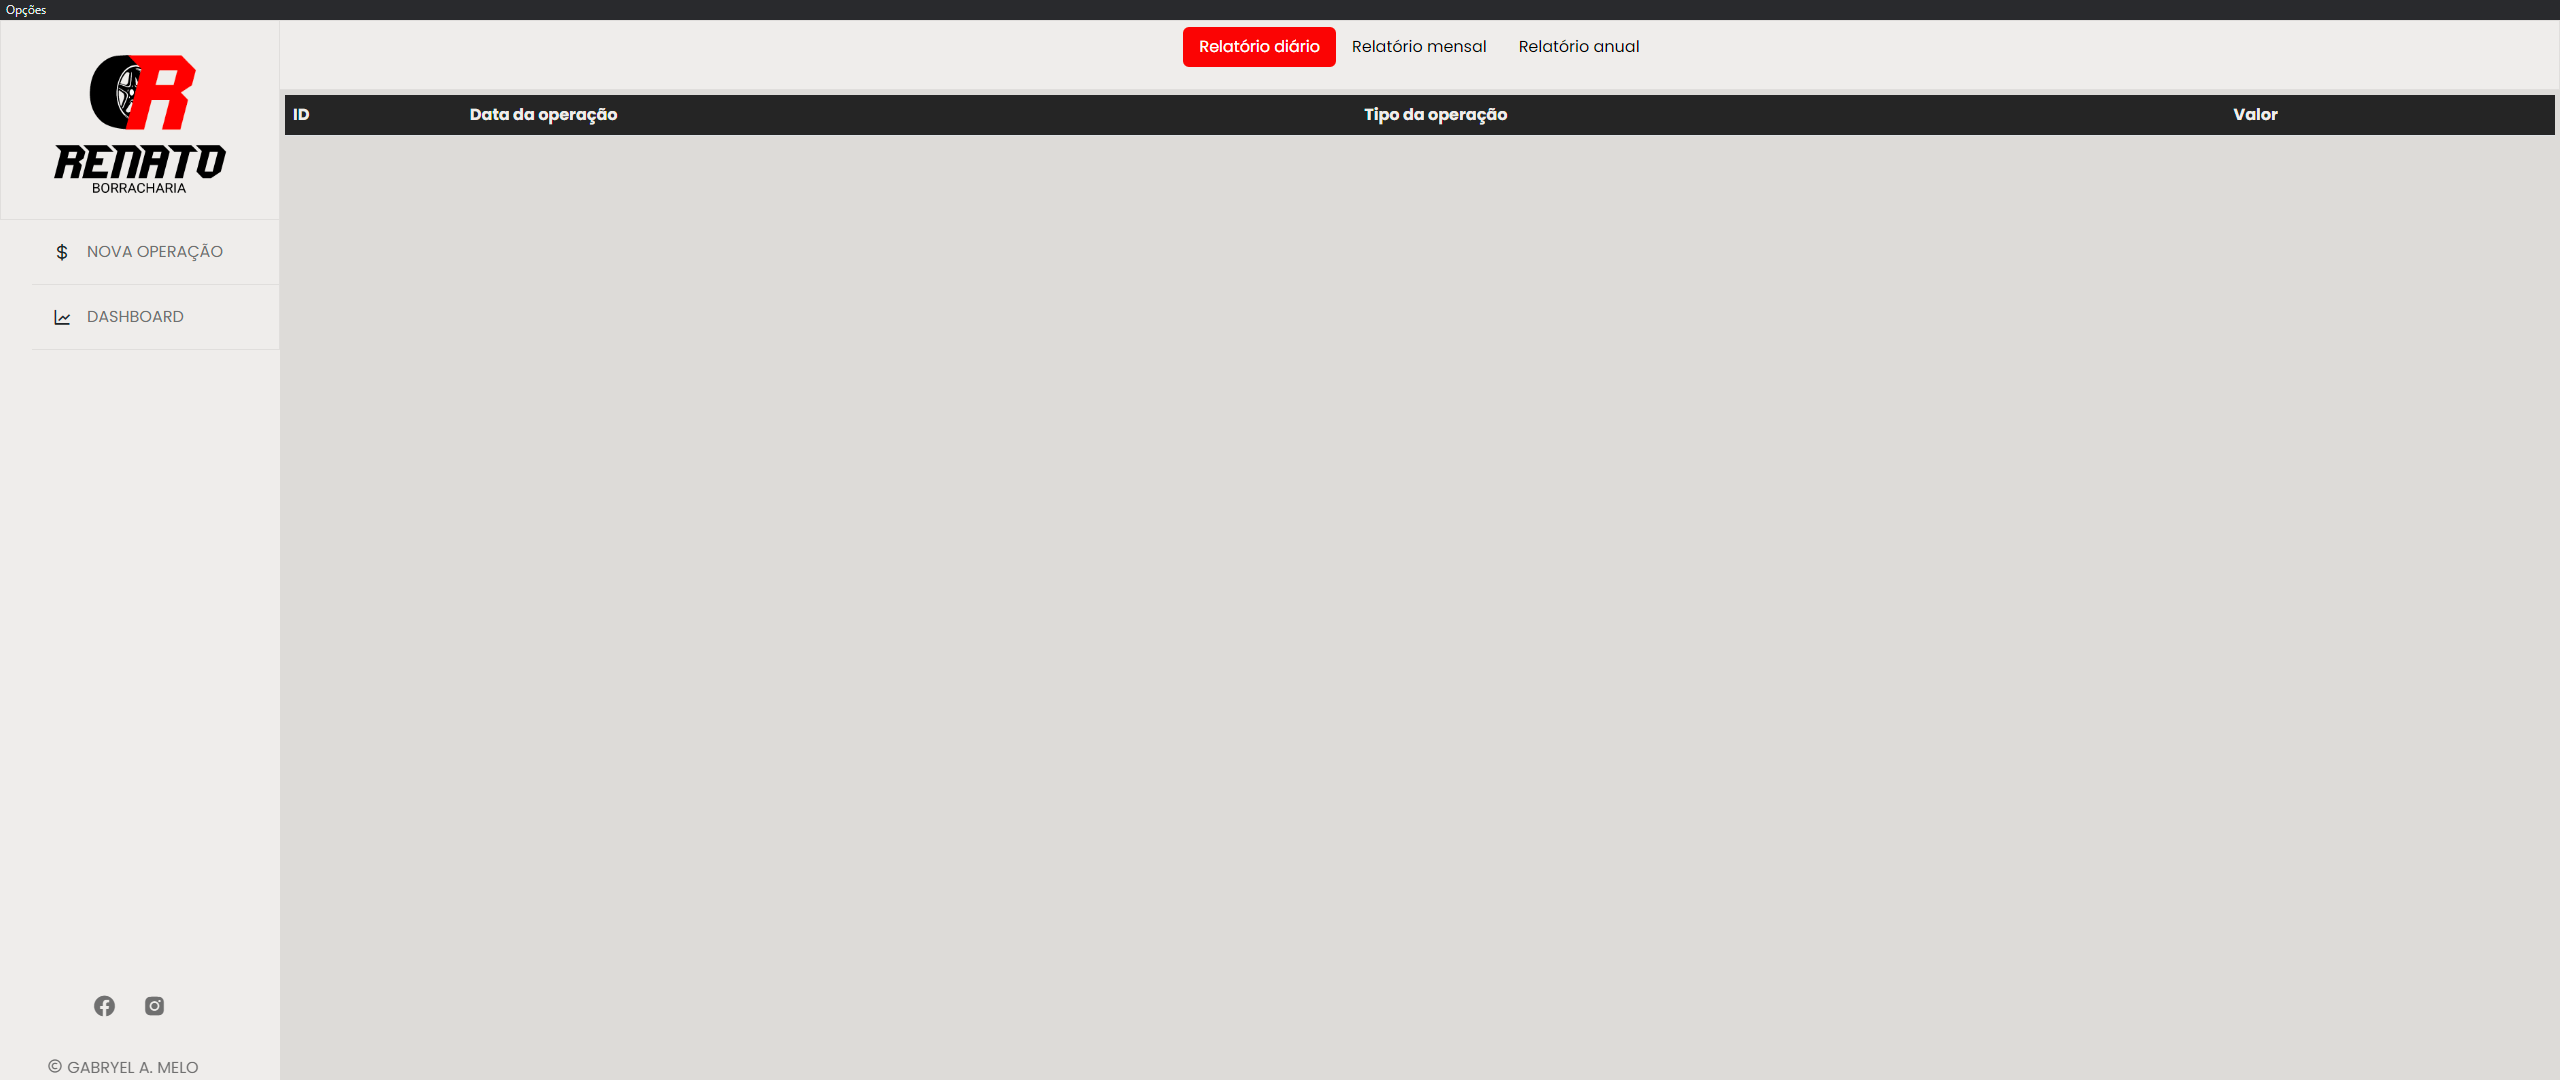 Opções
Relatório diário Relatório mensal Relatório anual
R
RENATO
BORRACHARIA
ID Data da operação Tipo da operação Valor
$ NOVA OPERAÇÃO
DASHBOARD
© GABRYEL A. MELO